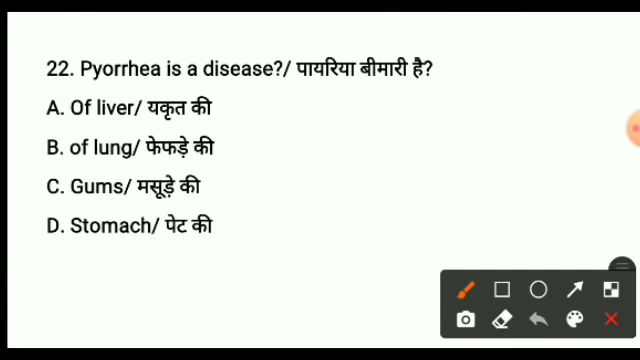 22. Pyorrhea is a disease?/ पायरिया बीमारी है?
A. Of liver/ यकृत की
B. of lung/ फेफड़े की
C. Gums/ मसूड़े की
D. Stomach/ पेट की